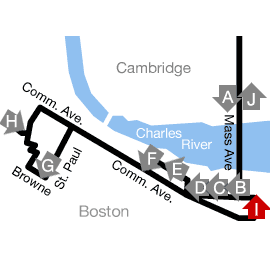 Cambridge
A
J
Comm. Ave.
H
Charles
River
Mass Ave
F
E
G
St. Paul
Browne
Comm. Ave.
D
C
B
I
Boston